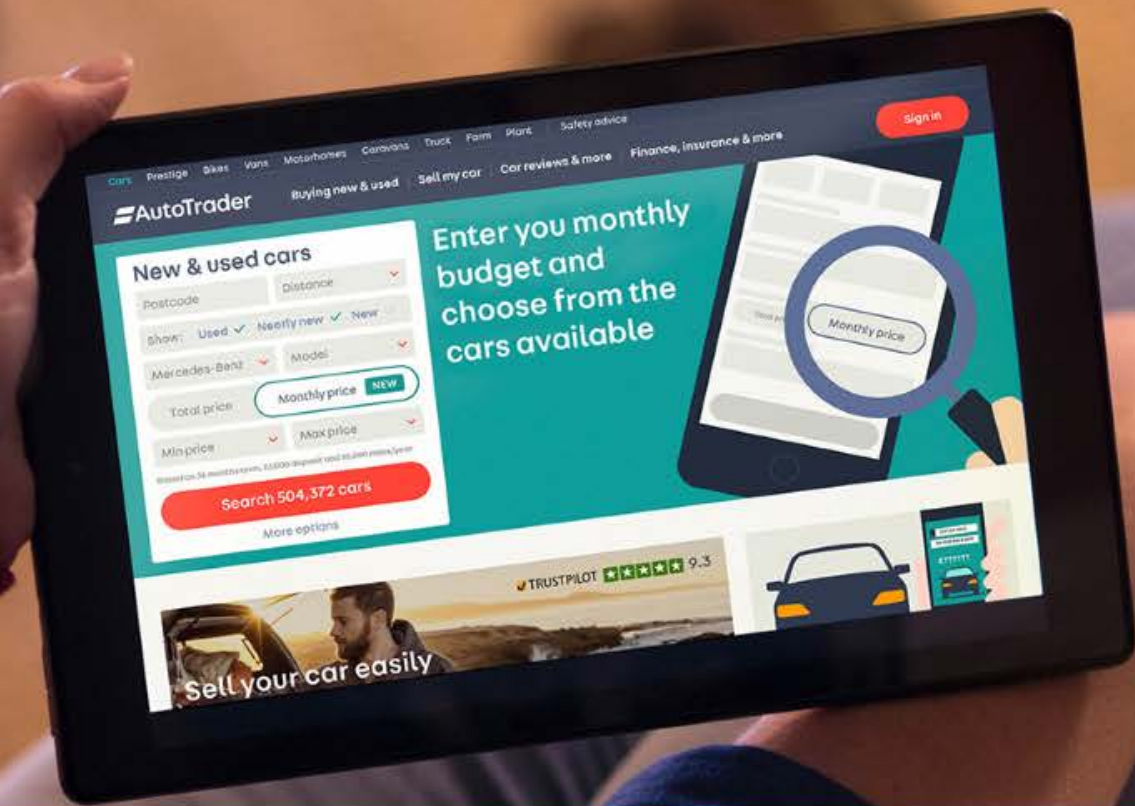 Cars Prestige Bikes Vans Motorhomes Caravans Truck Farm Plant Safety advice
Sign in
AutoTrader
Buying new & used Sell my car Car reviews & more Finance, insurance & more
New & used cars
Postcode Distance
Show: Used Nearly new New
Mercedes-Benz Model
Total price Monthly price NEW
Min price Max price
Search 504,372 cars
More options
Enter you monthly
budget and
choose from the
cars available
Monthly price
TRUSTPILOT 9.3
Sell your car easily